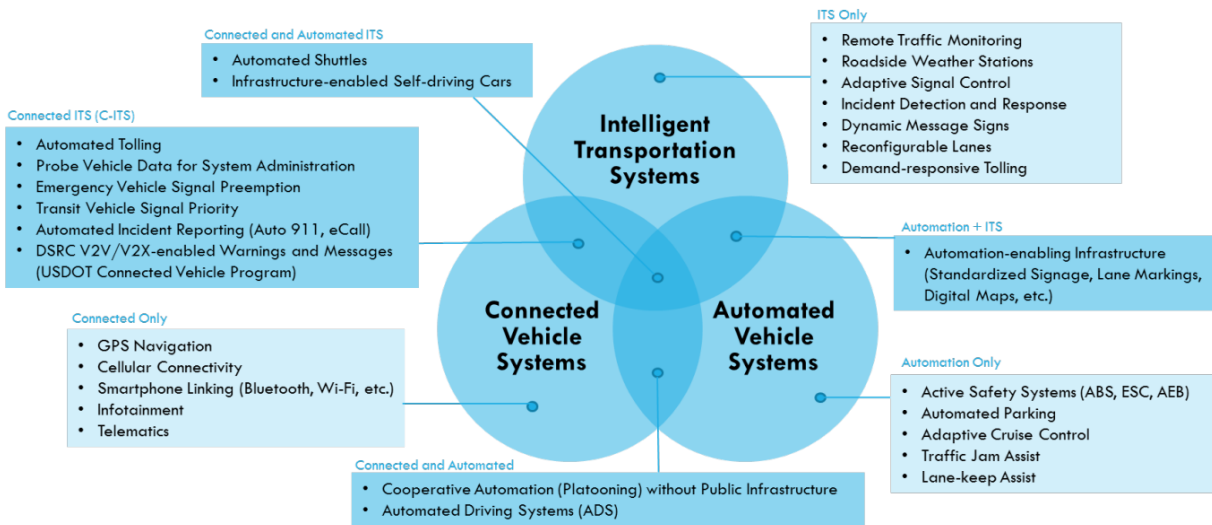 Connected and Automated ITS
• Automated Shuttles
• Infrastructure-enabled Self-driving Cars
ITS Only
• Remote Traffic Monitoring
• Roadside Weather Stations
• Adaptive Signal Control
• Incident Detection and Response
• Dynamic Message Signs
• Reconfigurable Lanes
• Demand-responsive Tolling
Connected ITS (C-ITS)
• Automated Tolling
• Probe Vehicle Data for System Administration
• Emergency Vehicle Signal Preemption
• Transit Vehicle Signal Priority
• Automated Incident Reporting (Auto 911, eCall)
• DSRC V2V/V2X-enabled Warnings and Messages
(USDOT Connected Vehicle Program)
Intelligent
Transportation
Systems
Automation + ITS
• Automation-enabling Infrastructure
(Standardized Signage, Lane Markings,
Digital Maps, etc.)
Connected
Vehicle
Systems
Automated
Vehicle
Systems
Connected Only
• GPS Navigation
• Cellular Connectivity
• Smartphone Linking (Bluetooth, Wi-Fi, etc.)
• Infotainment
• Telematics
Automation Only
• Active Safety Systems (ABS, ESC, AEB)
• Automated Parking
• Adaptive Cruise Control
• Traffic Jam Assist
• Lane-keep Assist
Connected and Automated
• Cooperative Automation (Platooning) without Public Infrastructure
• Automated Driving Systems (ADS)